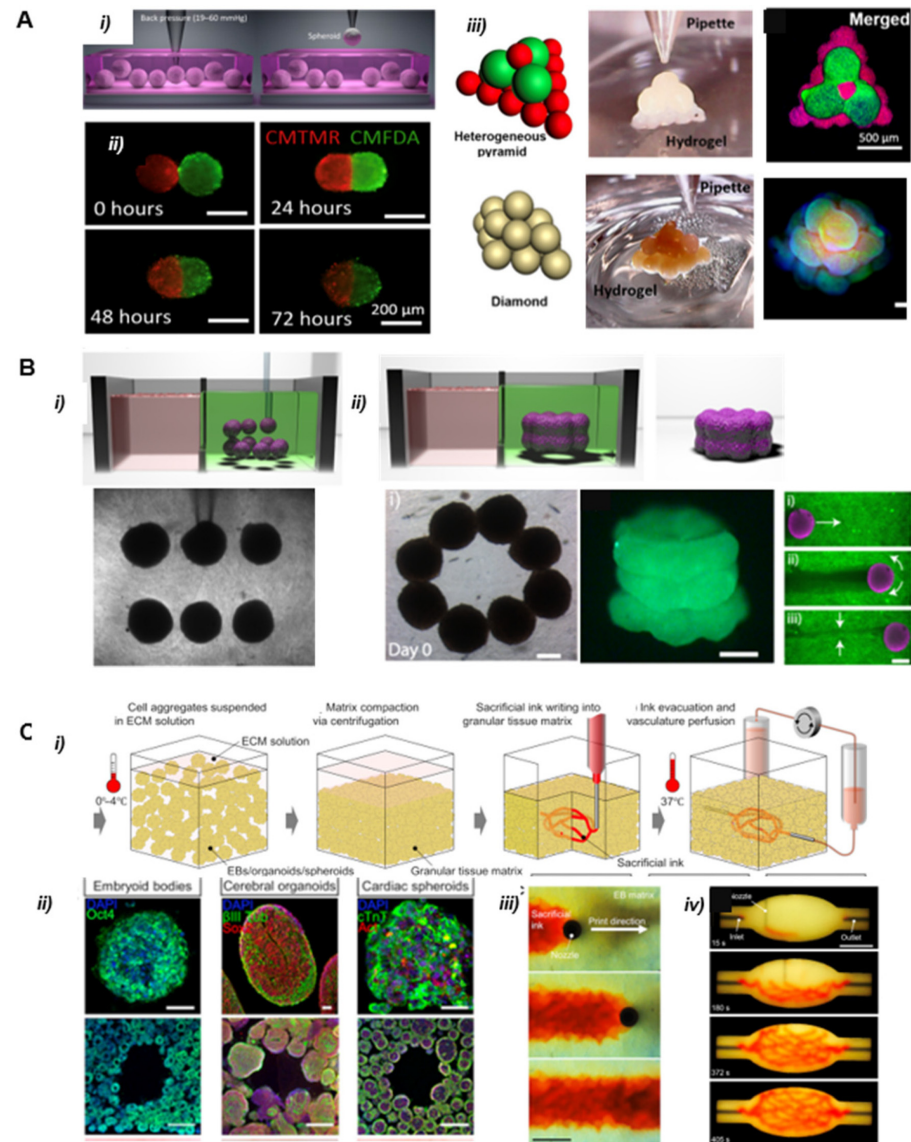 A
i)
Back pressure (19~60 mmHg)
Spheroid
ii)
CMTMR CMFDA
0 hours
24 hours
48 hours
72 hours
200 µm
iii)
Heterogeneous
pyramid
Pipette
Hydrogel
Merged
500 µm
Diamond
Pipette
Hydrogel
B
i)
ii)
i)
Day 0
i)
ii)
iii)
C
i)
Cell aggregates suspended
in ECM solution
ECM solution
0º-4℃
EBs/organoids/spheroids
Matrix compaction
via centrifugation
Granular tissue matrix
Sacrificial ink writing into
granular tissue matrix
Sacrificial ink
Ink evacuation and
vasculature perfusion
37℃
ii)
Embryoid bodies
DAPI
Oct4
Cerebral organoids
DAPI
βIII Tub
Cardiac spheroids
DAPI
cTnT
iii)
EB matrix
Sacrificial
ink
Print direction
Nozzle
iv)
Nozzle
Inlet
Outlet
15 s
180 s
372 s
405 s